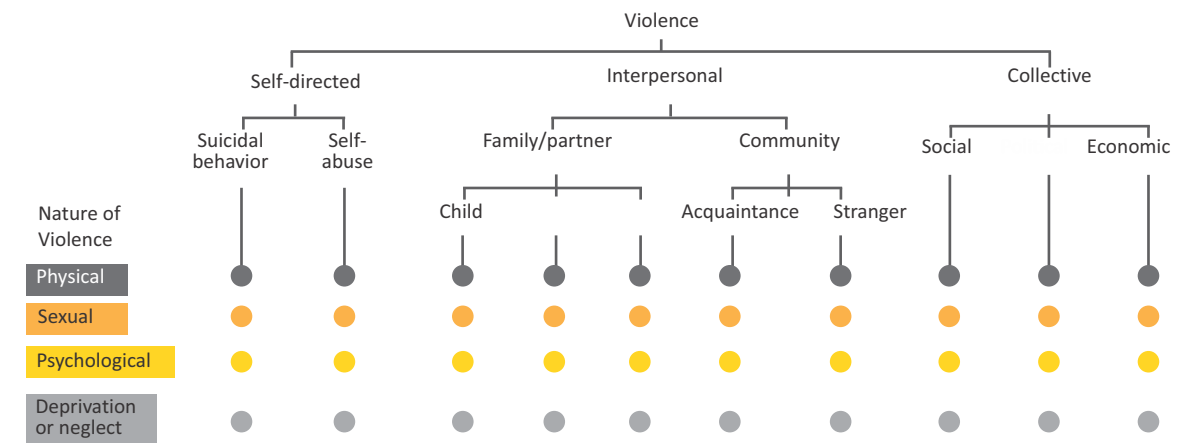 Violence
Self-directed
Interpersonal
Collective
Suicidal
behavior
Self-
abuse
Family/partner
Community
Social
Economic
Child
Acquaintance
Stranger
Nature of
Violence
Physical
Sexual
Psychological
Deprivation
or neglect